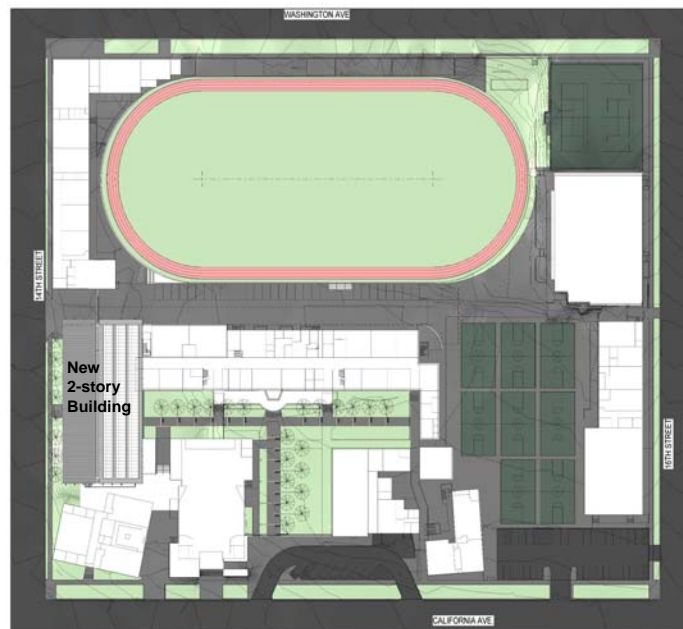 WASHINGTON AVE
14TH STREET
New
2-story
Building
16TH STREET
CALIFORNIA AVE